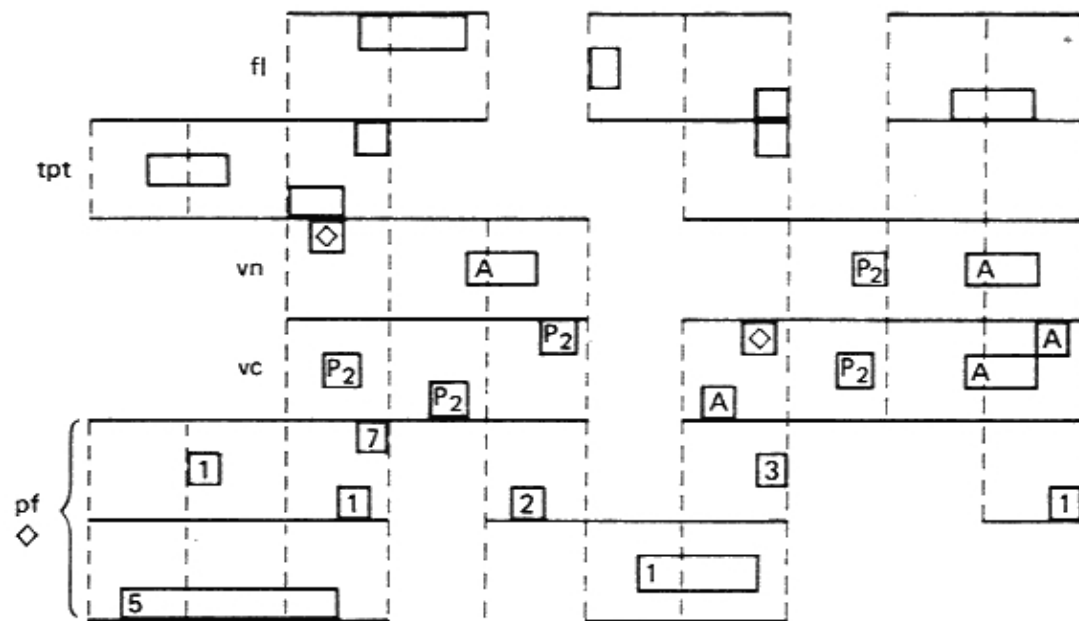 fl
tpt
◇
vn A P2 A
P2 ◇ A
vc P2 P2 A
P2 A
7
1 3
pf 1 2 1
◇
1
5